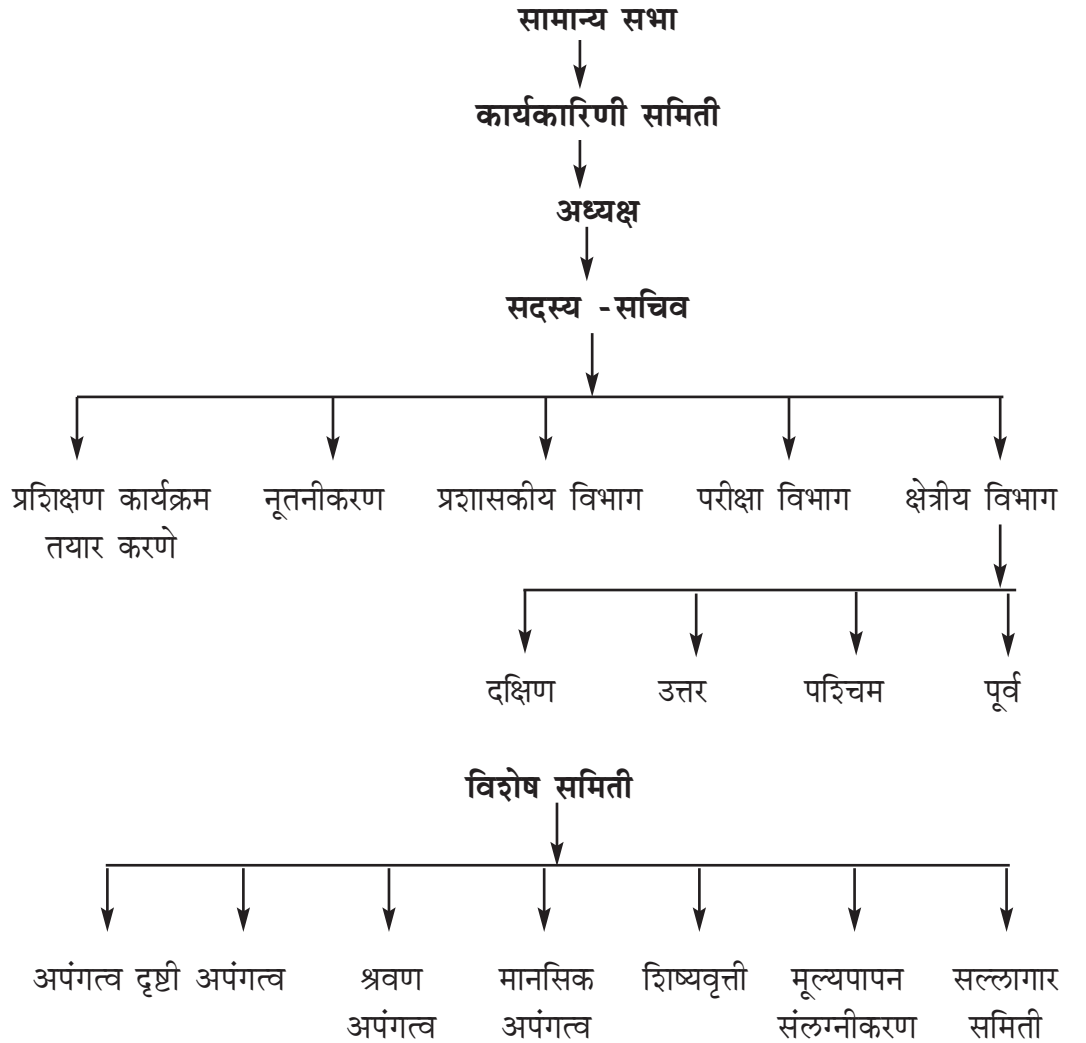 सामान्य सभा
कार्यकारिणी समिती
अध्यक्ष
सदस्य -सचिव
प्रशिक्षण कार्यक्रम नूतनीकरण प्रशासकीय विभाग परीक्षा विभाग क्षेत्रीय विभाग
तयार करणे
दक्षिण उत्तर पश्चिम पूर्व
विशेष समिती
अपंगत्व दृष्टी अपंगत्व श्रवण मानसिक शिष्यवृत्ती मूल्यपापन सल्लागार
अपंगत्व अपंगत्व संलग्नीकरण समिती